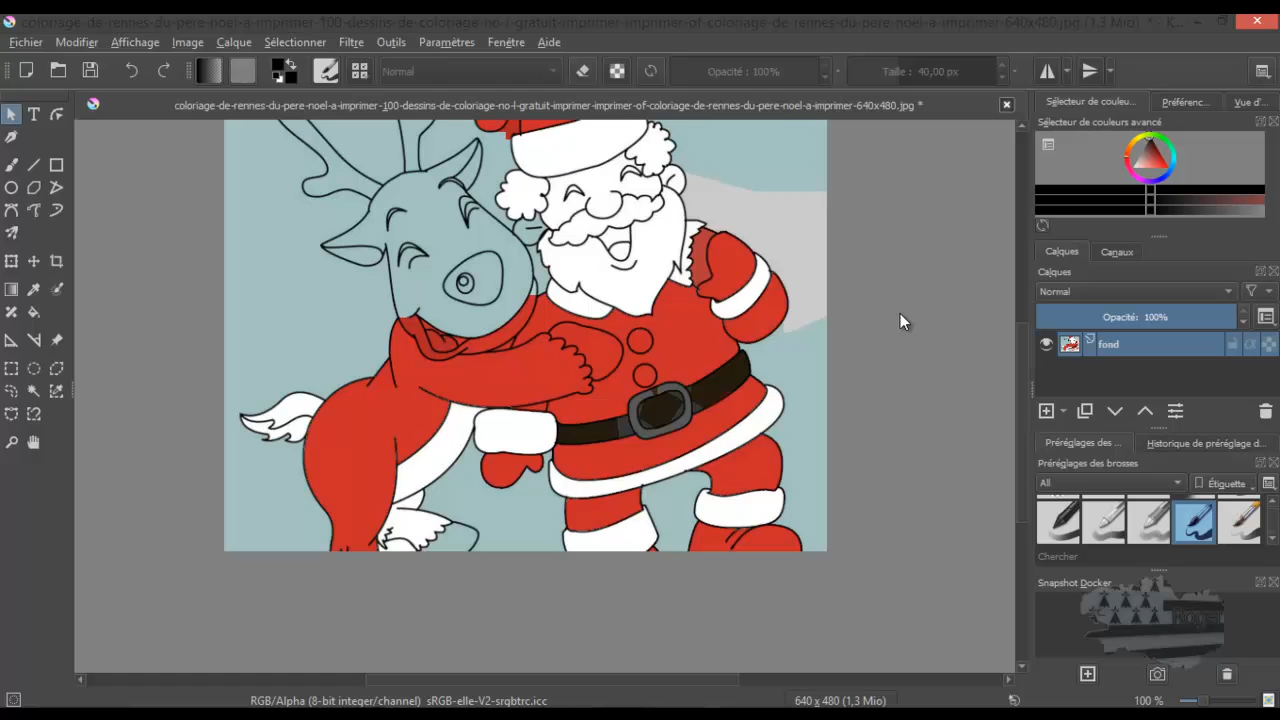 coloriage-de-rennes-du-pere-noel-a-imprimer-100-dessins-de-coloriage-no-l-gratuit-imprimer-imprimer-of-coloriage-de-rennes-du-pere-noel-a-imprimer-640x480.jpg (1,3 Mio) * - K...
Fichier Modifier Affichage Image Calque Sélectionner Filtre Outils Paramètres Fenêtre Aide
Normal Opacité : 100% Taille : 40,00 px
coloriage-de-rennes-du-pere-noel-a-imprimer-100-dessins-de-coloriage-no-l-gratuit-imprimer-imprimer-of-coloriage-de-rennes-du-pere-noel-a-imprimer-640x480.jpg *
Sélecteur de couleu... Préférenc... Vue d'...
Sélecteur de couleurs avancé
Calques Canaux
Calques
Normal
Opacité: 100%
fond
Préréglages des ... Historique de préréglage d...
Préréglages des brosses
All Étiquette
Chercher
Snapshot Docker
Roger
RGB/Alpha (8-bit integer/channel) sRGB-elle-V2-srgbtrc.icc 640 x 480 (1,3 Mio) 100 %